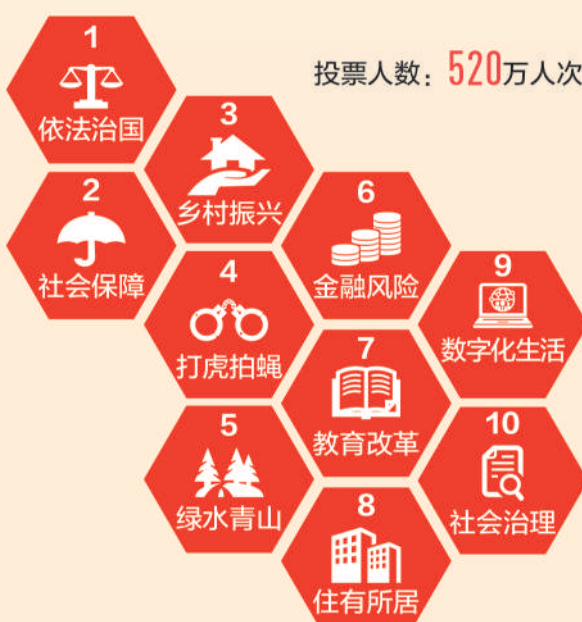 投票人数：520万人次
1
依法治国
2
社会保障
3
乡村振兴
4
打虎拍蝇
5
绿水青山
6
金融风险
7
教育改革
8
住有所居
9
数字化生活
10
社会治理